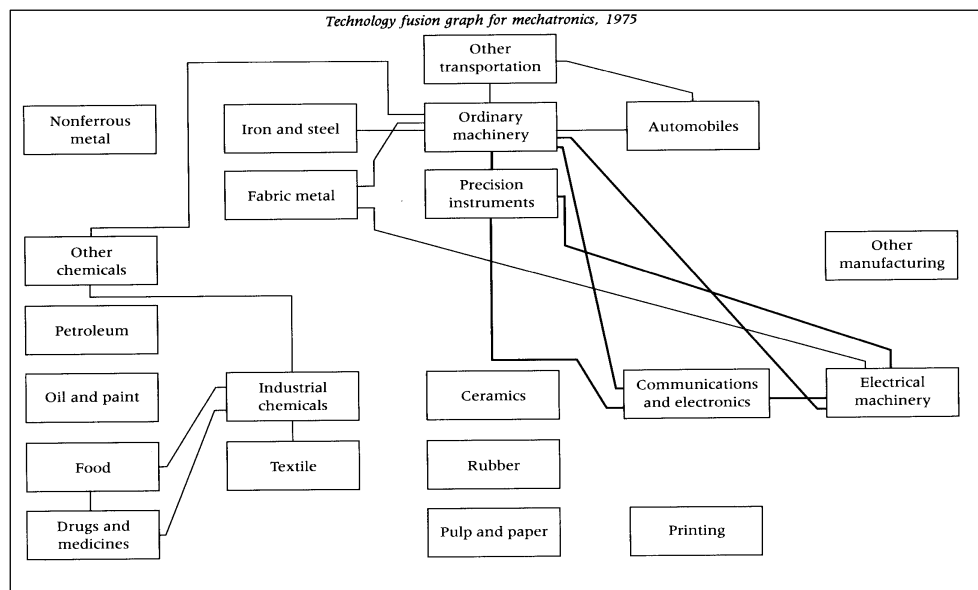 Technology fusion graph for mechatronics, 1975
Other
transportation
Nonferrous
metal
Iron and steel
Ordinary
machinery
Automobiles
Fabric metal
Precision
instruments
Other
chemicals
Other
manufacturing
Petroleum
Oil and paint
Industrial
chemicals
Ceramics
Communications
and electronics
Electrical
machinery
Food
Textile
Rubber
Drugs and
medicines
Pulp and paper
Printing